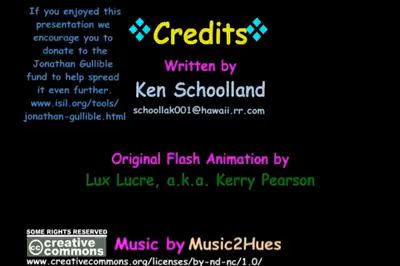 If you enjoyed this
presentation we
encourage you to
donate to the
Jonathan Gullible
fund to help spread
it even further.
www.isil.org/tools/
jonathan-gullible.html
Credits
Written by
Ken Schoolland
schoollak001@hawaii.rr.com
Original Flash Animation by
Lux Lucre, a.k.a. Kerry Pearson
SOME RIGHTS RESERVED
cc creative
commons
Music by Music2Hues
www.creativecommons.org/licenses/by-nd-nc/1.0/